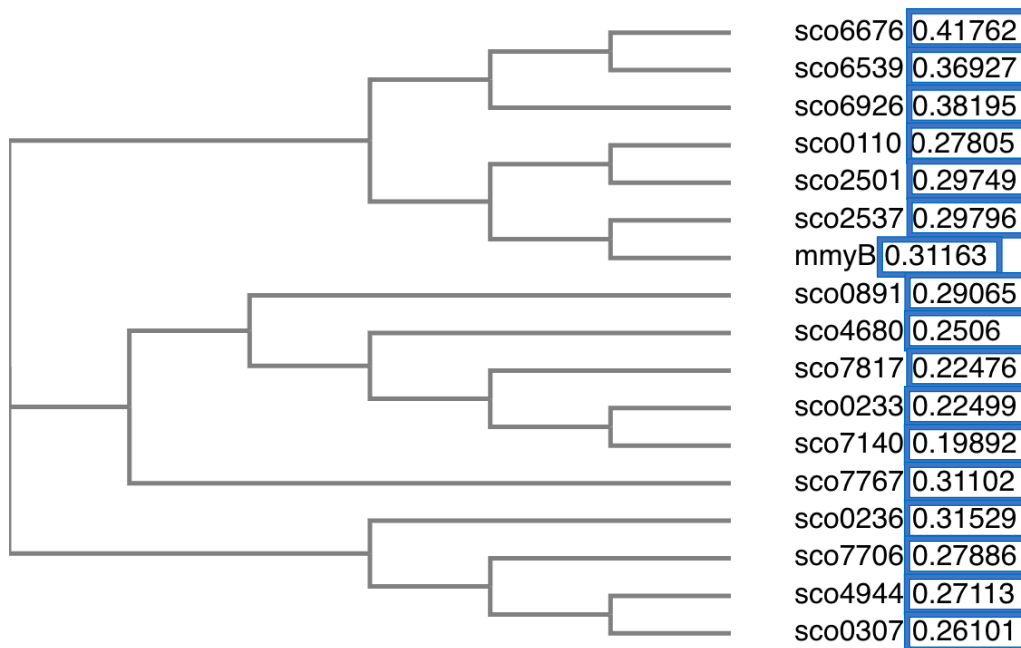 sco6676 0.41762
sco6539 0.36927
sco6926 0.38195
sco0110 0.27805
sco2501 0.29749
sco2537 0.29796
mmyB 0.31163
sco0891 0.29065
sco4680 0.2506
sco7817 0.22476
sco0233 0.22499
sco7140 0.19892
sco7767 0.31102
sco0236 0.31529
sco7706 0.27886
sco4944 0.27113
sco0307 0.26101